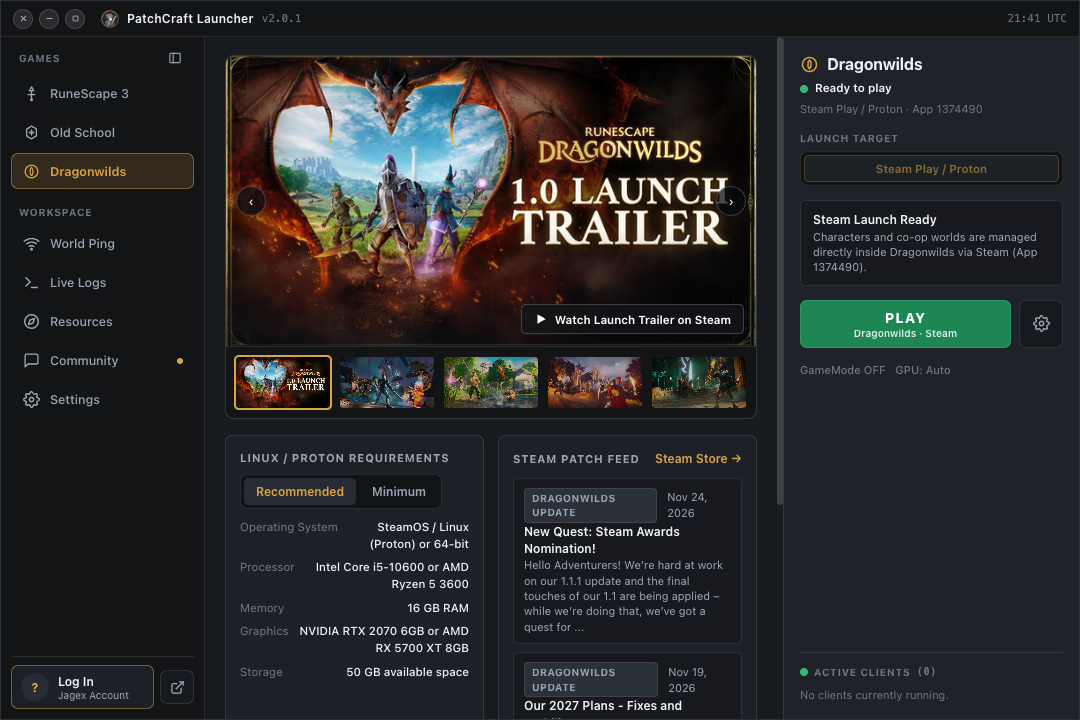 PatchCraft Launcher v2.0.1
21:41 UTC
GAMES
RuneScape 3
Old School
Dragonwilds
WORKSPACE
World Ping
Live Logs
Resources
Community
Settings
?
Log In
Jagex Account
RUNESCAPE
DRAGONWILDS
1.0 LAUNCH
TRAILER
Watch Launch Trailer on Steam
RUNESCAPE
DRAGONWILDS
1.0 LAUNCH
TRAILER
LINUX / PROTON REQUIREMENTS
Recommended
Minimum
Operating System
SteamOS / Linux
(Proton) or 64-bit
Processor
Intel Core i5-10600 or AMD
Ryzen 5 3600
Memory
16 GB RAM
Graphics
NVIDIA RTX 2070 6GB or AMD
RX 5700 XT 8GB
Storage
50 GB available space
STEAM PATCH FEED
Steam Store →
DRAGONWILDS
UPDATE
Nov 24,
2026
New Quest: Steam Awards
Nomination!
Hello Adventurers! We're hard at work
on our 1.1.1 update and the final
touches of our 1.1 are being applied –
while we're doing that, we've got a
quest for ...
DRAGONWILDS
UPDATE
Nov 19,
2026
Our 2027 Plans - Fixes and
Dragonwilds
Ready to play
Steam Play / Proton · App 1374490
LAUNCH TARGET
Steam Play / Proton
Steam Launch Ready
Characters and co-op worlds are managed
directly inside Dragonwilds via Steam (App
1374490).
PLAY
Dragonwilds · Steam
GameMode OFF GPU: Auto
ACTIVE CLIENTS (0)
No clients currently running.